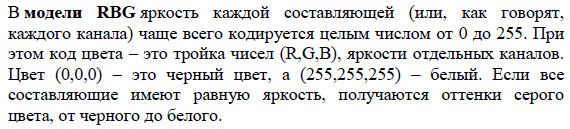 В модели RBG яркость каждой составляющей (или, как говорят,
каждого канала) чаще всего кодируется целым числом от 0 до 255. При
этом код цвета – это тройка чисел (R,G,B), яркости отдельных каналов.
Цвет (0,0,0) – это черный цвет, а (255,255,255) – белый. Если все
составляющие имеют равную яркость, получаются оттенки серого
цвета, от черного до белого.